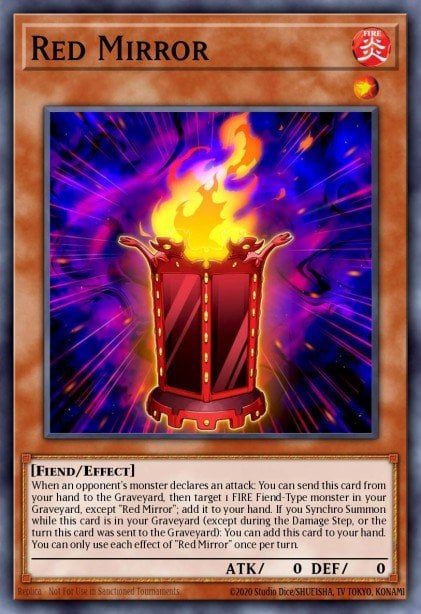 RED MIRROR
FIRE
炎
[FIEND/EFFECT]
When an opponent's monster declares an attack: You can send this card from
your hand to the Graveyard, then target 1 FIRE Fiend-Type monster in your
Graveyard, except "Red Mirror"; add it to your hand. If you Synchro Summon
while this card is in your Graveyard (except during the Damage Step, or the
turn this card was sent to the Graveyard): You can add this card to your hand.
You can only use each effect of "Red Mirror" once per turn.
ATK/ 0 DEF/ 0
Replica - Not For Use in Sanctioned Tournaments
©2020 Studio Dice/SHUEISHA, TV TOKYO, KONAMI